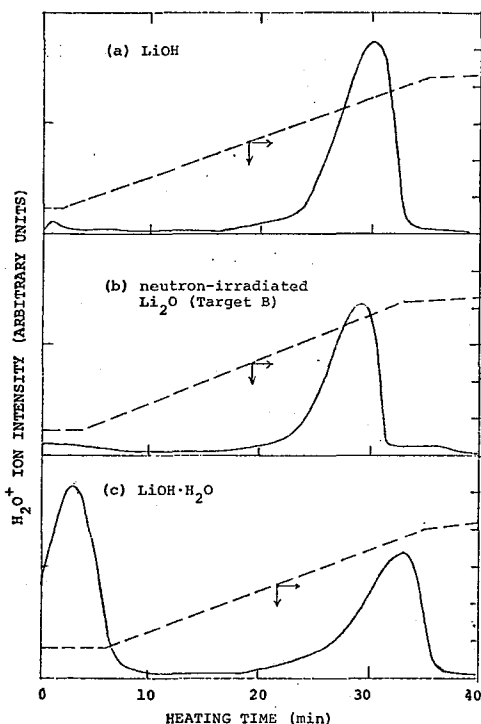 (a) LiOH
(b) neutron-irradiated
Li₂O (Target B)
(c) LiOH·H₂O
H₂O⁺ ION INTENSITY (ARBITRARY UNITS)
0 10 20 30 40
HEATING TIME (min)